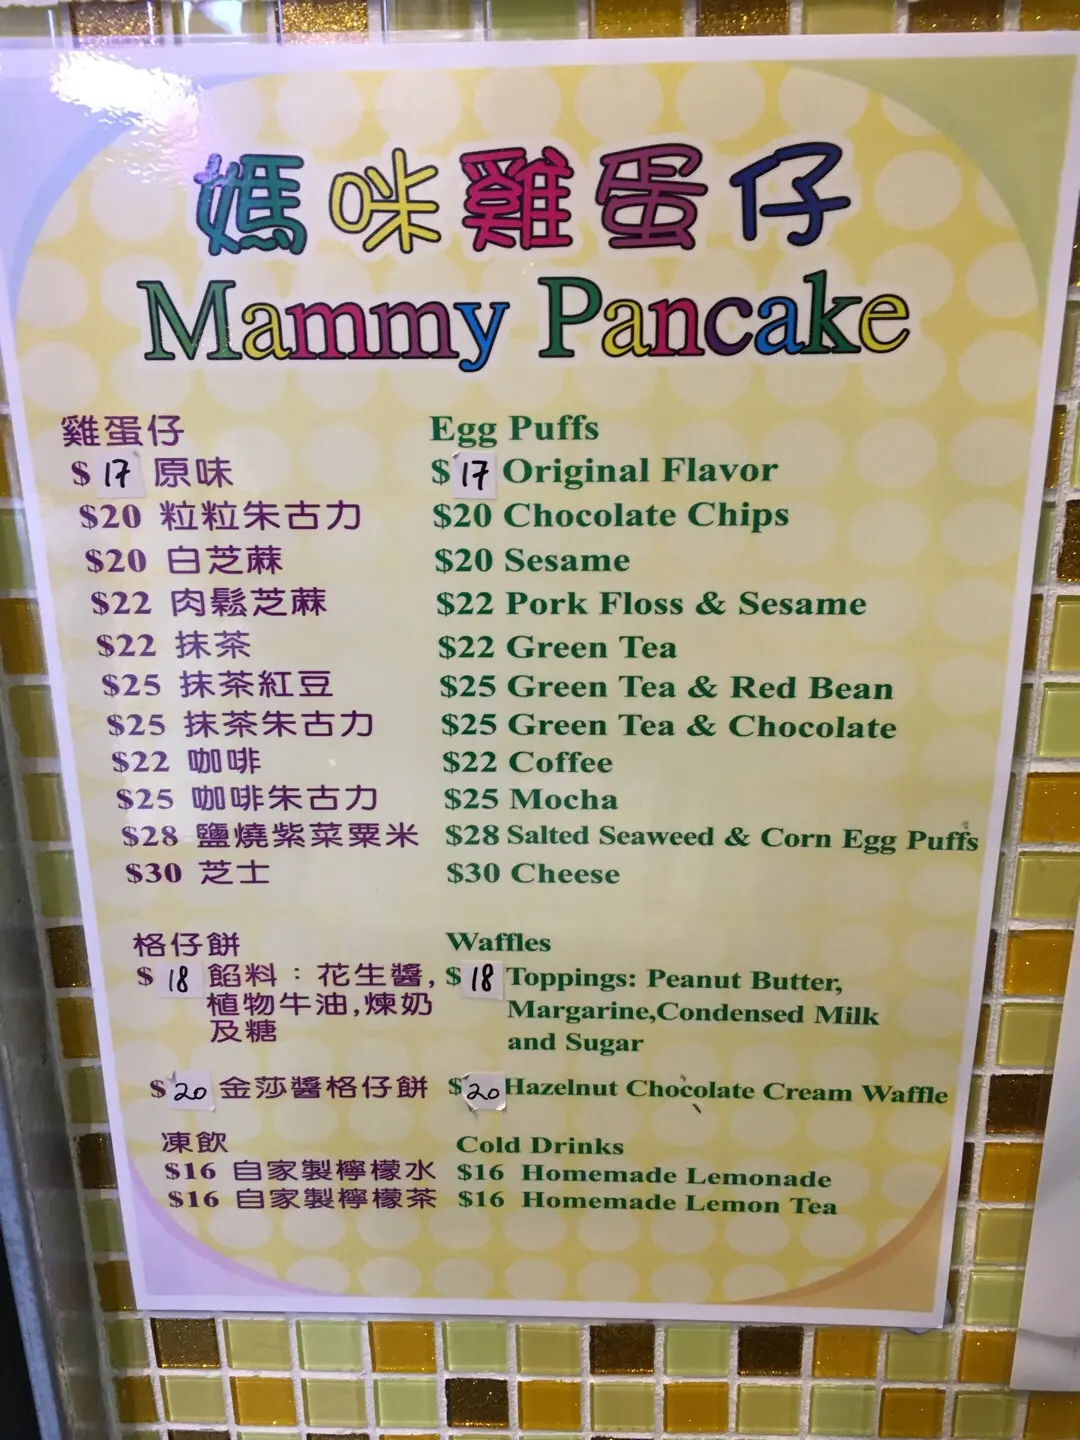 媽咪雞蛋仔
Mammy Pancake
雞蛋仔 Egg Puffs
$ 17 原味 $ 17 Original Flavor
$20 粒粒朱古力 $20 Chocolate Chips
$20 白芝蔴 $20 Sesame
$22 肉鬆芝蔴 $22 Pork Floss & Sesame
$22 抹茶 $22 Green Tea
$25 抹茶紅豆 $25 Green Tea & Red Bean
$25 抹茶朱古力 $25 Green Tea & Chocolate
$22 咖啡 $22 Coffee
$25 咖啡朱古力 $25 Mocha
$28 鹽燒紫菜粟米 $28 Salted Seaweed & Corn Egg Puffs
$30 芝士 $30 Cheese
格仔餅 Waffles
$ 18 餡料：花生醬, $ 18 Toppings: Peanut Butter,
植物牛油,煉奶 Margarine,Condensed Milk
及糖 and Sugar
$ 20 金莎醬格仔餅 $ 20 Hazelnut Chocolate Cream Waffle
凍飲 Cold Drinks
$16 自家製檸檬水 $16 Homemade Lemonade
$16 自家製檸檬茶 $16 Homemade Lemon Tea